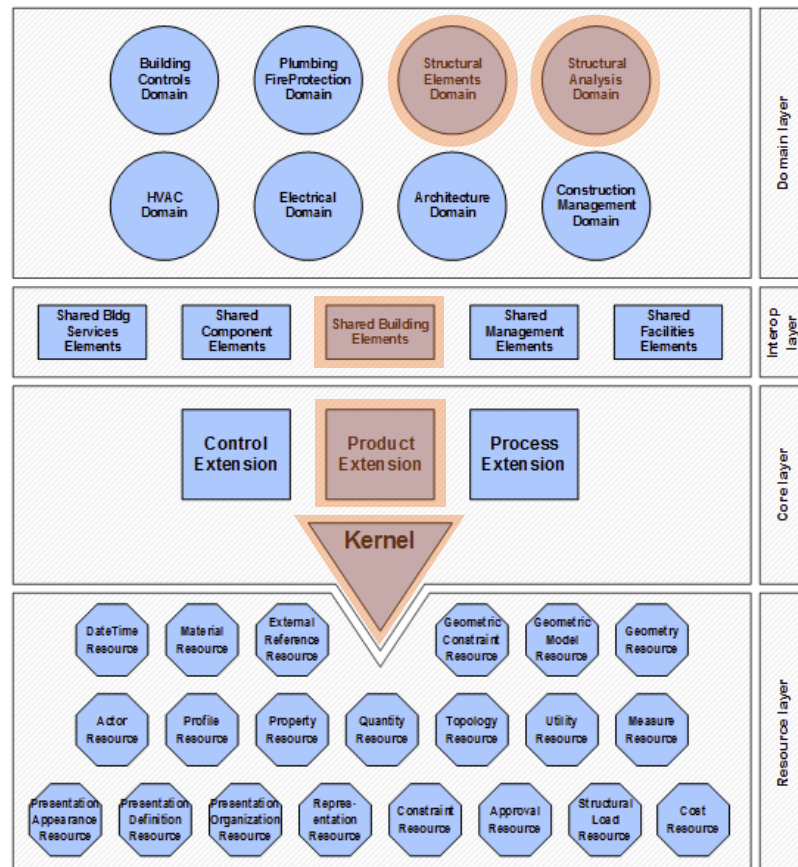 Building
Controls
Domain
Plumbing
FireProtection
Domain
Structural
Elements
Domain
Structural
Analysis
Domain
HVAC
Domain
Electrical
Domain
Architecture
Domain
Construction
Management
Domain
Domain layer
Shared Bldg
Services
Elements
Shared
Component
Elements
Shared Building
Elements
Shared
Management
Elements
Shared
Facilities
Elements
Interop
layer
Control
Extension
Product
Extension
Process
Extension
Kernel
Core layer
DateTime
Resource
Material
Resource
External
Reference
Resource
Geometric
Constraint
Resource
Geometric
Model
Resource
Geometry
Resource
Actor
Resource
Profile
Resource
Property
Resource
Quantity
Resource
Topology
Resource
Utility
Resource
Measure
Resource
Presentation
Appearance
Resource
Presentation
Definition
Resource
Presentation
Organization
Resource
Represen-
tation
Resource
Constraint
Resource
Approval
Resource
Structural
Load
Resource
Cost
Resource
Resource layer